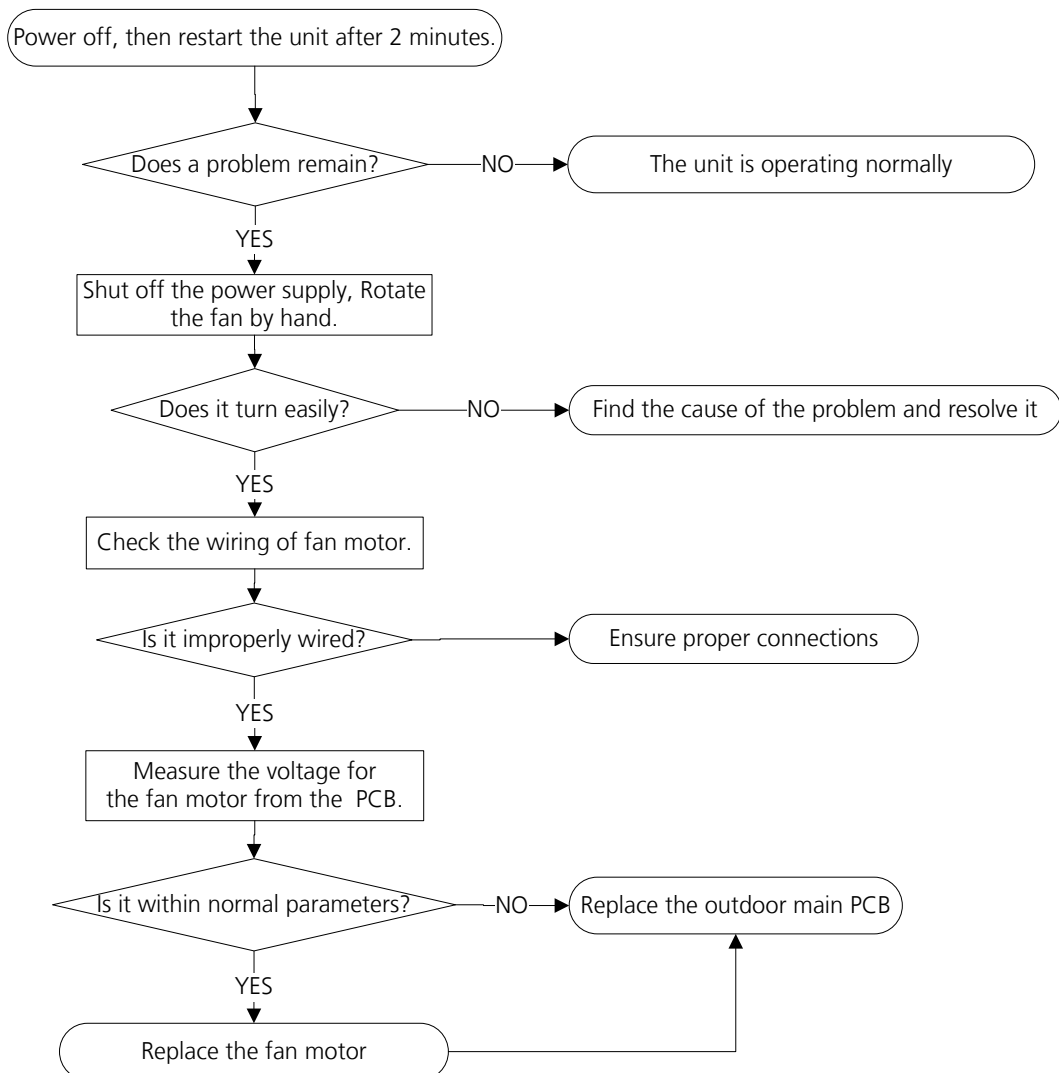 Power off, then restart the unit after 2 minutes.
Does a problem remain?
NO
The unit is operating normally
YES
Shut off the power supply, Rotate
the fan by hand.
Does it turn easily?
NO
Find the cause of the problem and resolve it
YES
Check the wiring of fan motor.
Is it improperly wired?
Ensure proper connections
YES
Measure the voltage for
the fan motor from the PCB.
Is it within normal parameters?
NO
Replace the outdoor main PCB
YES
Replace the fan motor